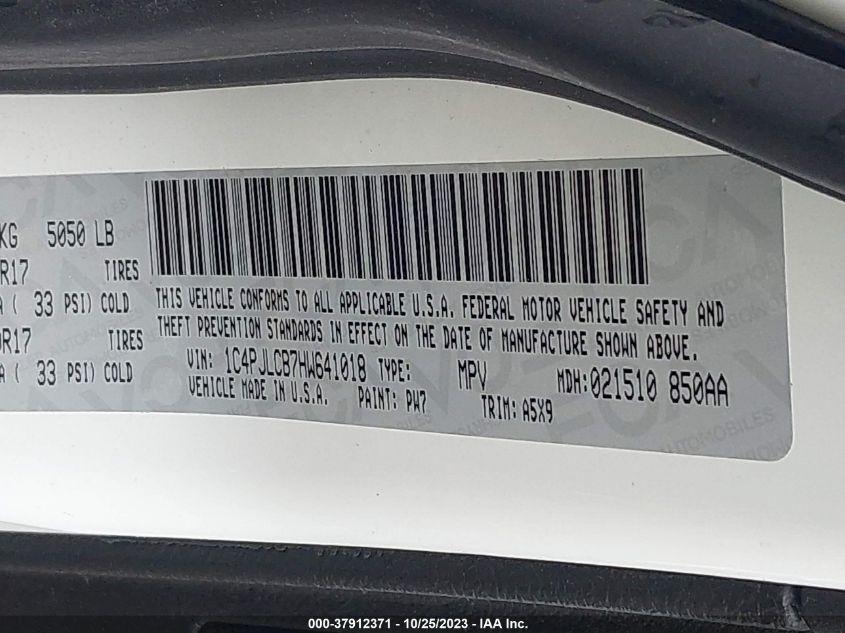 KG 5050 LB
R17 TIRES
( 33 PSI) COLD
R17 TIRES
( 33 PSI) COLD
THIS VEHICLE CONFORMS TO ALL APPLICABLE U.S.A. FEDERAL MOTOR VEHICLE SAFETY AND
THEFT PREVENTION STANDARDS IN EFFECT ON THE DATE OF MANUFACTURE SHOWN ABOVE.
VIN: 1C4PJLCB7HW641018 TYPE: MPV MDH:021510 850AA
VEHICLE MADE IN U.S.A. PAINT: PW7 TRIM: A5X9
000-37912371 - 10/25/2023 - IAA Inc.